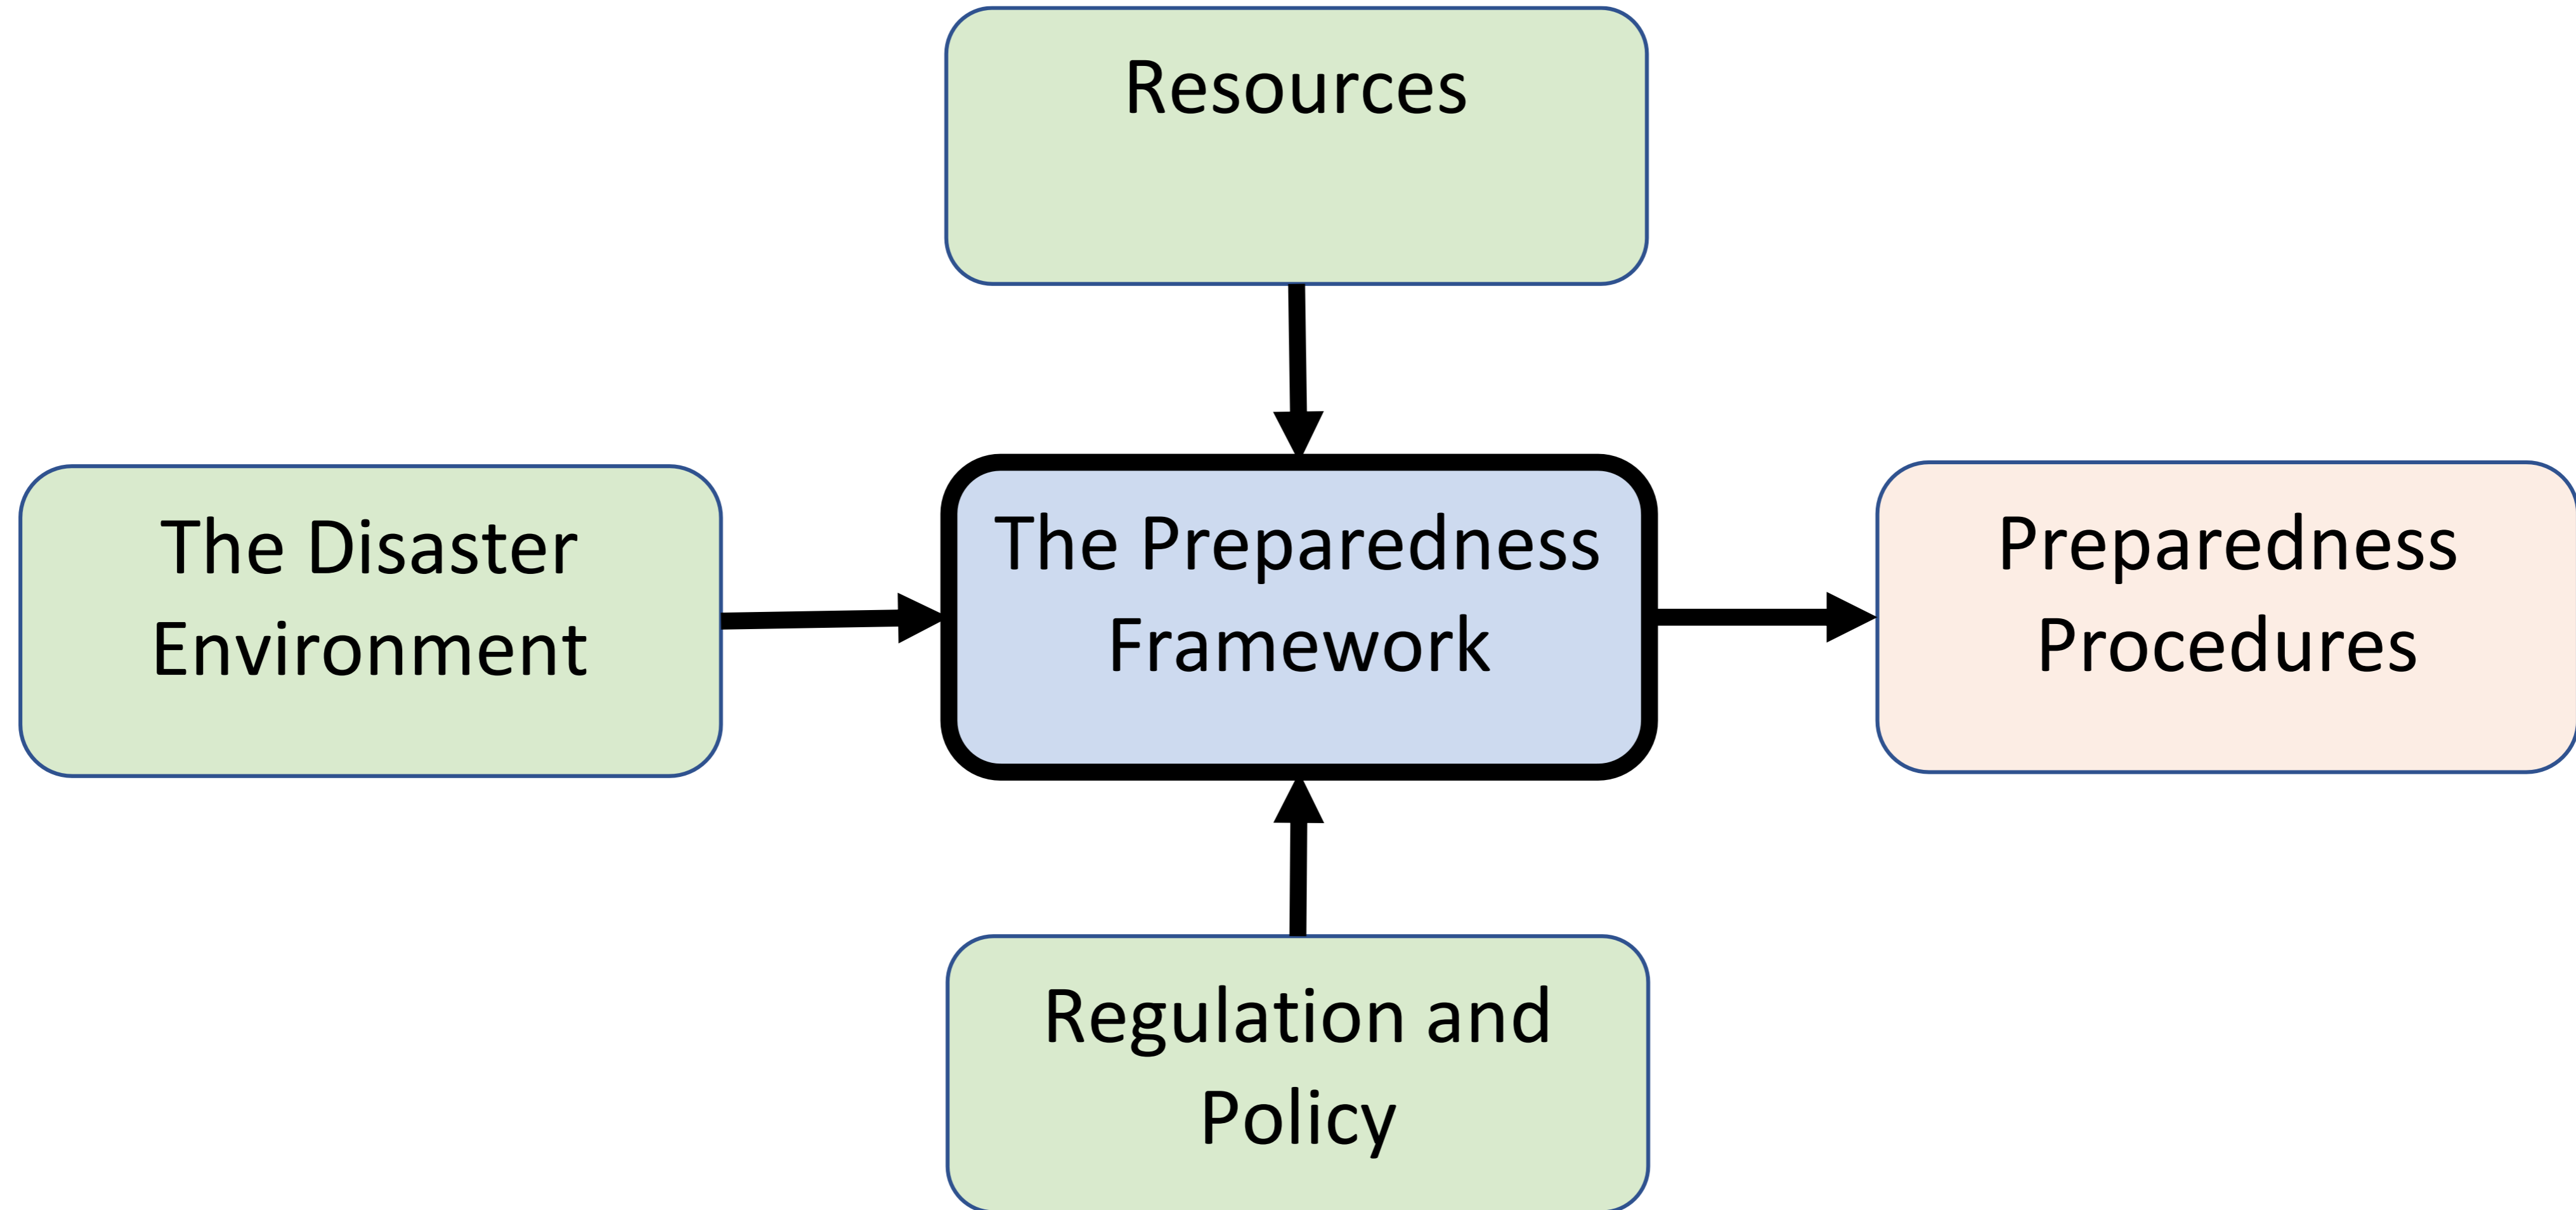 Resources
The Disaster
Environment
The Preparedness
Framework
Preparedness
Procedures
Regulation and
Policy